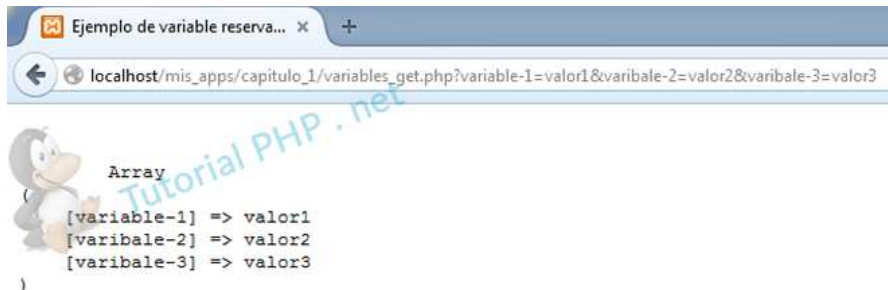 Ejemplo de variable reserva...
localhost/mis_apps/capitulo_1/variables_get.php?variable-1=valor1&varibale-2=valor2&varibale-3=valor3
Tutorial PHP . net
Array
(
[variable-1] => valor1
[varibale-2] => valor2
[varibale-3] => valor3
)